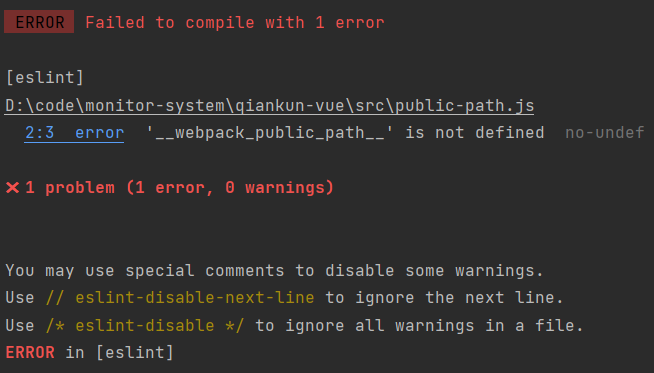 ERROR Failed to compile with 1 error
[eslint]
D:\code\monitor-system\qiankun-vue\src\public-path.js
2:3 error '__webpack_public_path__' is not defined no-undef
❌ 1 problem (1 error, 0 warnings)
You may use special comments to disable some warnings.
Use // eslint-disable-next-line to ignore the next line.
Use /* eslint-disable */ to ignore all warnings in a file.
ERROR in [eslint]